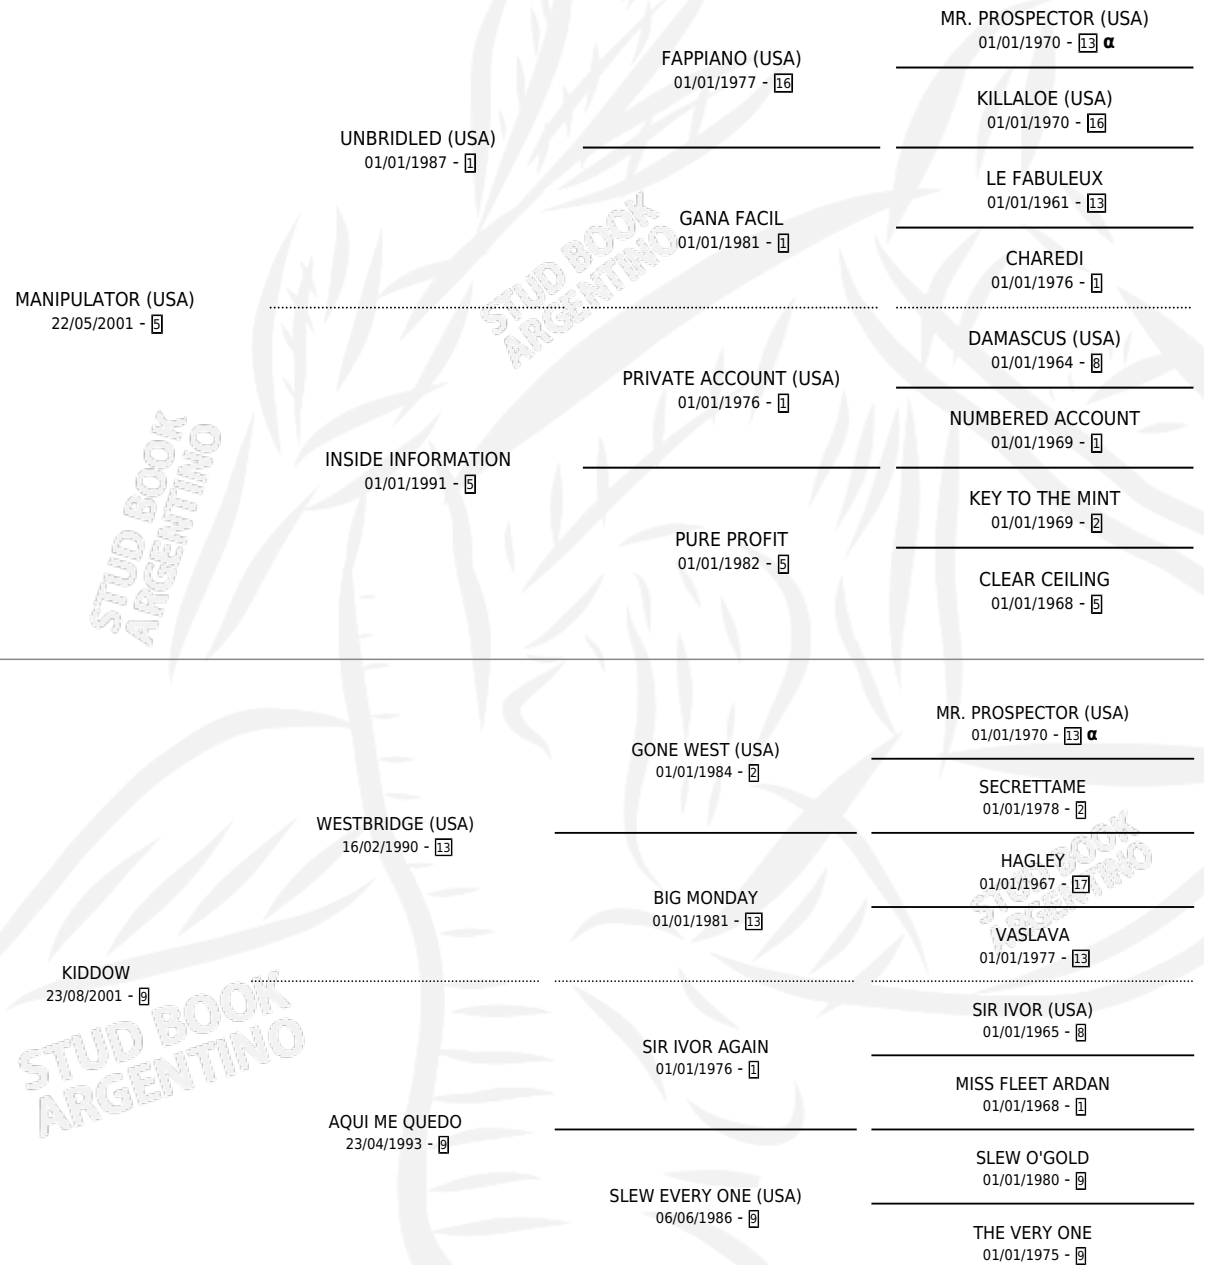 MR. PROSPECTOR (USA)
01/01/1970 - 13 α
FAPPIANO (USA)
01/01/1977 - 16
KILLALOE (USA)
01/01/1970 - 16
UNBRIDLED (USA)
01/01/1987 - 1
LE FABULEUX
01/01/1961 - 13
GANA FACIL
01/01/1981 - 1
CHAREDI
01/01/1976 - 1
MANIPULATOR (USA)
22/05/2001 - 5
DAMASCUS (USA)
01/01/1964 - 8
PRIVATE ACCOUNT (USA)
01/01/1976 - 1
NUMBERED ACCOUNT
01/01/1969 - 1
INSIDE INFORMATION
01/01/1991 - 5
KEY TO THE MINT
01/01/1969 - 2
PURE PROFIT
01/01/1982 - 5
CLEAR CEILING
01/01/1968 - 5
MR. PROSPECTOR (USA)
01/01/1970 - 13 α
GONE WEST (USA)
01/01/1984 - 2
SECRETTAME
01/01/1978 - 2
WESTBRIDGE (USA)
16/02/1990 - 13
HAGLEY
01/01/1967 - 17
BIG MONDAY
01/01/1981 - 13
VASLAVA
01/01/1977 - 13
KIDDOW
23/08/2001 - 9
SIR IVOR (USA)
01/01/1965 - 8
SIR IVOR AGAIN
01/01/1976 - 1
MISS FLEET ARDAN
01/01/1968 - 1
AQUI ME QUEDO
23/04/1993 - 9
SLEW O'GOLD
01/01/1980 - 9
SLEW EVERY ONE (USA)
06/06/1986 - 9
THE VERY ONE
01/01/1975 - 9
STUD BOOK
ARGENTINO
STUD BOOK
ARGENTINO
STUD BOOK
ARGENTINO
STUD BOOK
ARGENTINO